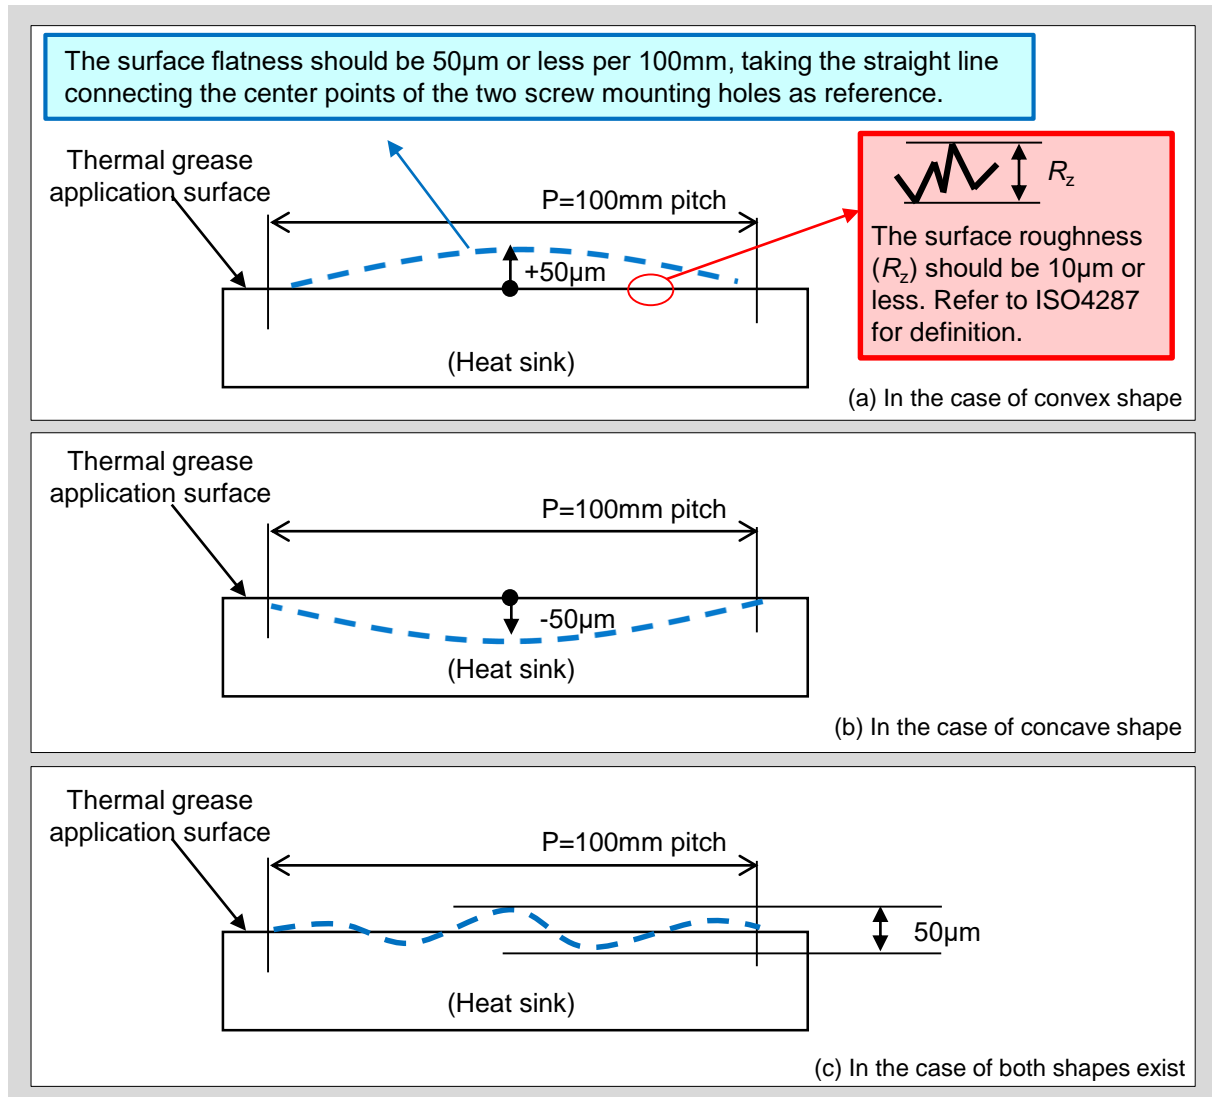 The surface flatness should be 50μm or less per 100mm, taking the straight line
connecting the center points of the two screw mounting holes as reference.
Thermal grease
application surface
P=100mm pitch
+50μm
(Heat sink)
Rz
The surface roughness
(Rz) should be 10μm or
less. Refer to ISO4287
for definition.
(a) In the case of convex shape
Thermal grease
application surface
P=100mm pitch
-50μm
(Heat sink)
(b) In the case of concave shape
Thermal grease
application surface
P=100mm pitch
50μm
(Heat sink)
(c) In the case of both shapes exist